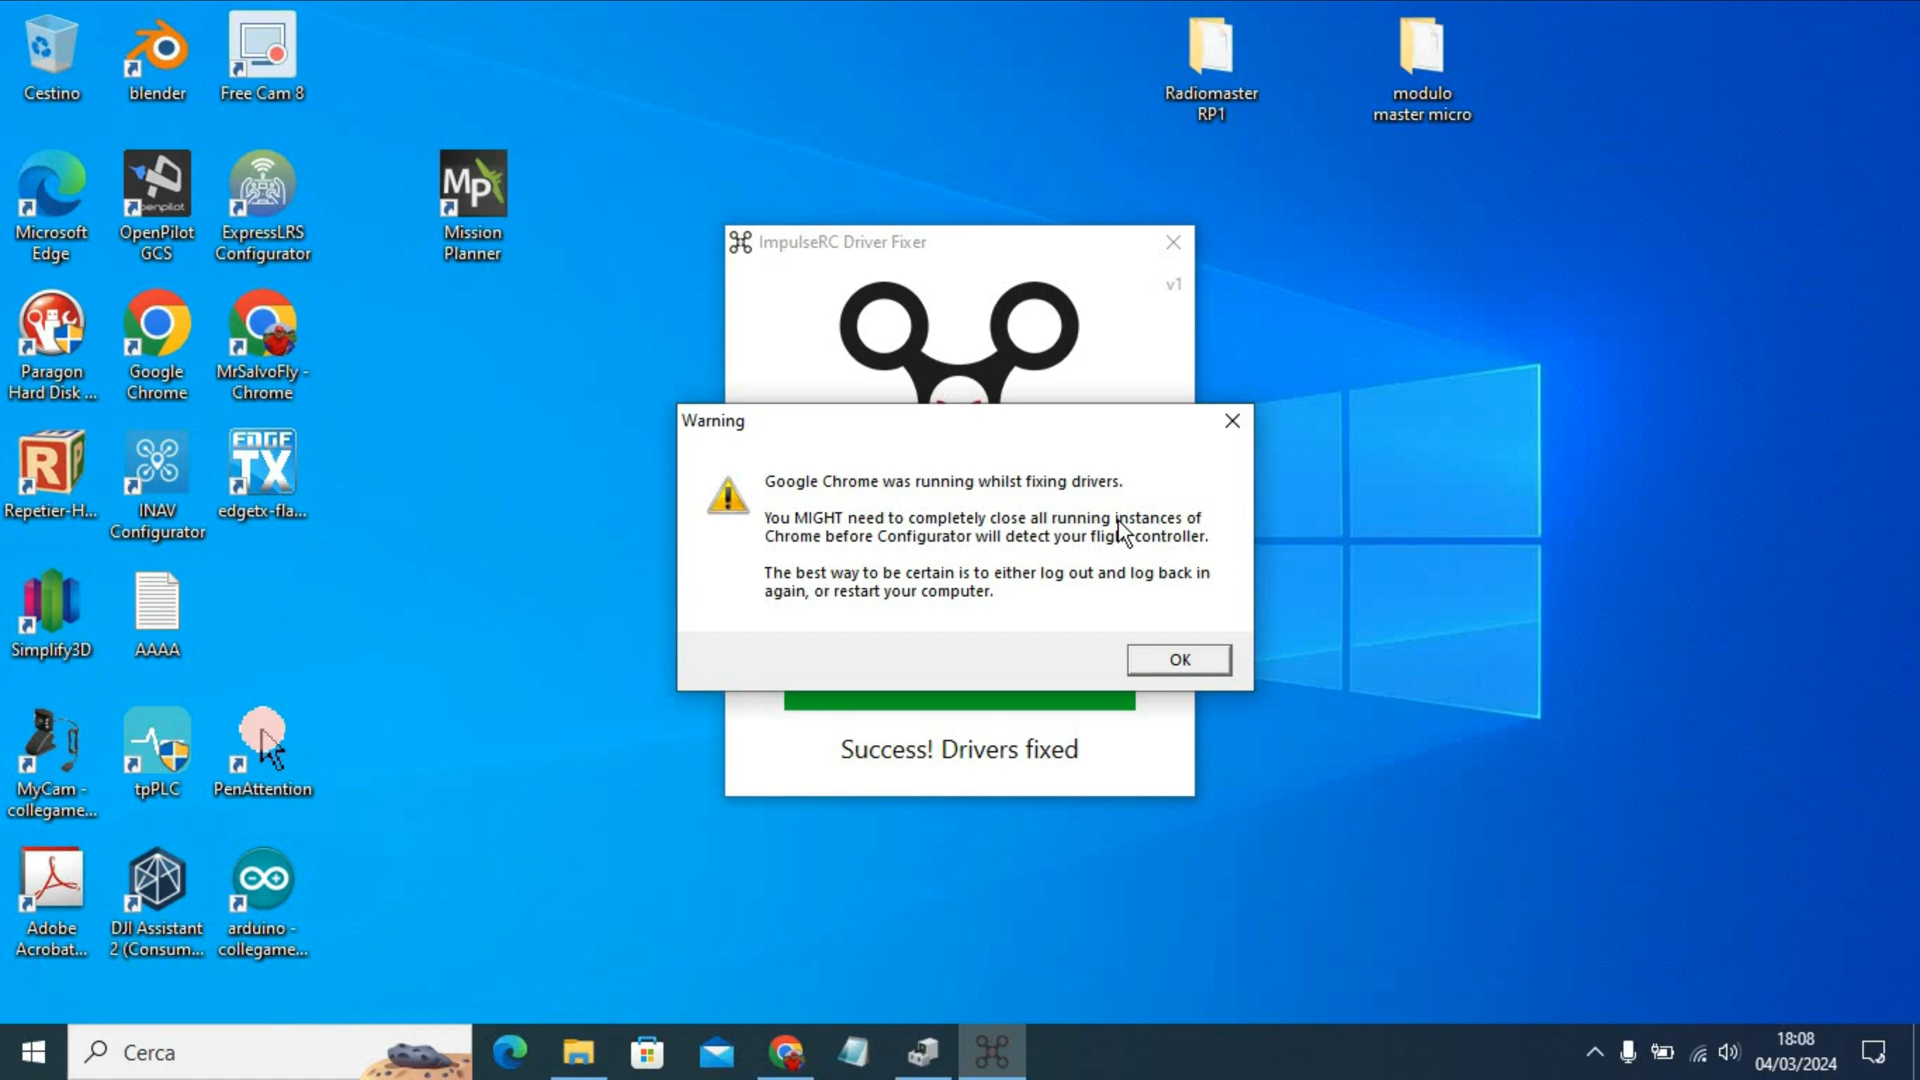 Cestino
blender
Free Cam 8
Radiomaster
RP1
modulo
master micro
Microsoft
Edge
openpilot
OpenPilot
GCS
ExpressLRS
Configurator
Mp
Mission
Planner
ImpulseRC Driver Fixer
v1
Paragon
Hard Disk ...
Google
Chrome
MrSalvoFly -
Chrome
Warning
Google Chrome was running whilst fixing drivers.
You MIGHT need to completely close all running instances of
Chrome before Configurator will detect your flight controller.
The best way to be certain is to either log out and log back in
again, or restart your computer.
OK
Success! Drivers fixed
R
Repetier-H...
INAV
Configurator
EDGE
TX
edgetx-fla...
Simplify3D
AAAA
MyCam -
collegame...
tpPLC
PenAttention
Adobe
Acrobat...
DJI Assistant
2 (Consum...
arduino -
collegame...
Cerca
18:08
04/03/2024